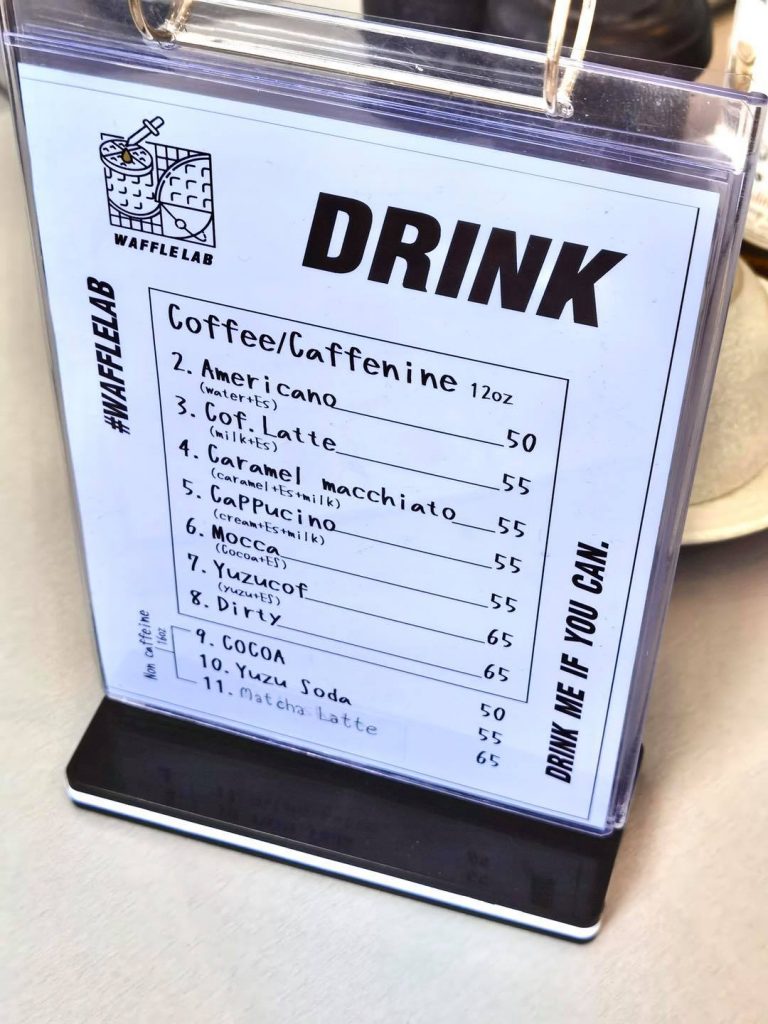 WAFFLELAB
DRINK
#WAFFLELAB
Coffee/Caffenine 12oz
2. Americano 50
(water+Es)
3. Cof. Latte 55
(milk+Es)
4. Caramel macchiato 55
(caramel+Es+milk)
5. Cappucino 55
(cream+Es+milk)
6. Mocca 55
(Cocoa+ES)
7. Yuzucof 65
(yuzu+ES)
8. Dirty 65
Non caffeine
16oz
9. COCOA 50
10. Yuzu Soda 55
11. Matcha Latte 65
DRINK ME IF YOU CAN.